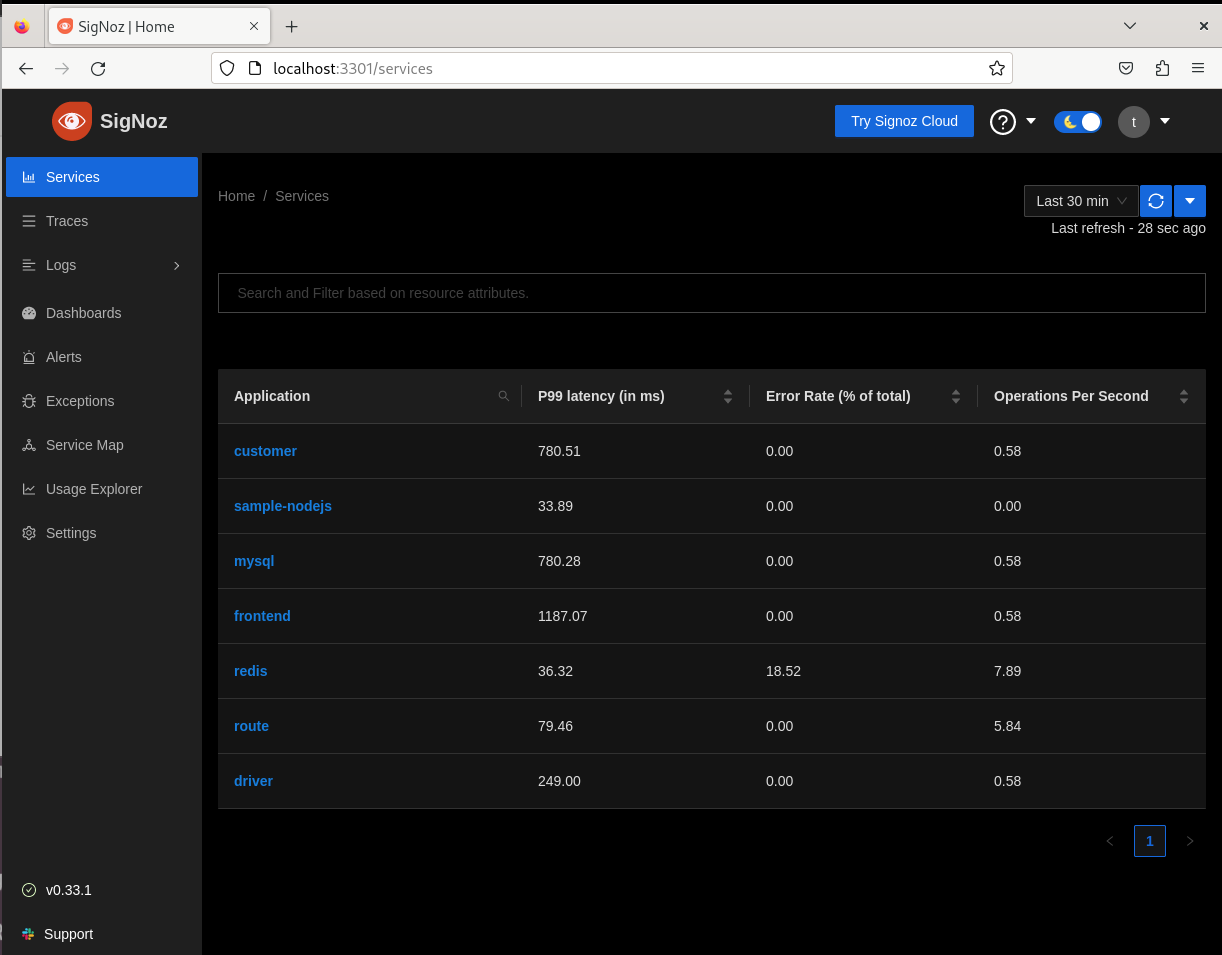 SigNoz | Home
localhost:3301/services
SigNoz
Try Signoz Cloud
t
Services
Traces
Logs
Dashboards
Alerts
Exceptions
Service Map
Usage Explorer
Settings
v0.33.1
Support
Home / Services
Last 30 min
Last refresh - 28 sec ago
Search and Filter based on resource attributes.
Application P99 latency (in ms) Error Rate (% of total) Operations Per Second
customer 780.51 0.00 0.58
sample-nodejs 33.89 0.00 0.00
mysql 780.28 0.00 0.58
frontend 1187.07 0.00 0.58
redis 36.32 18.52 7.89
route 79.46 0.00 5.84
driver 249.00 0.00 0.58
1